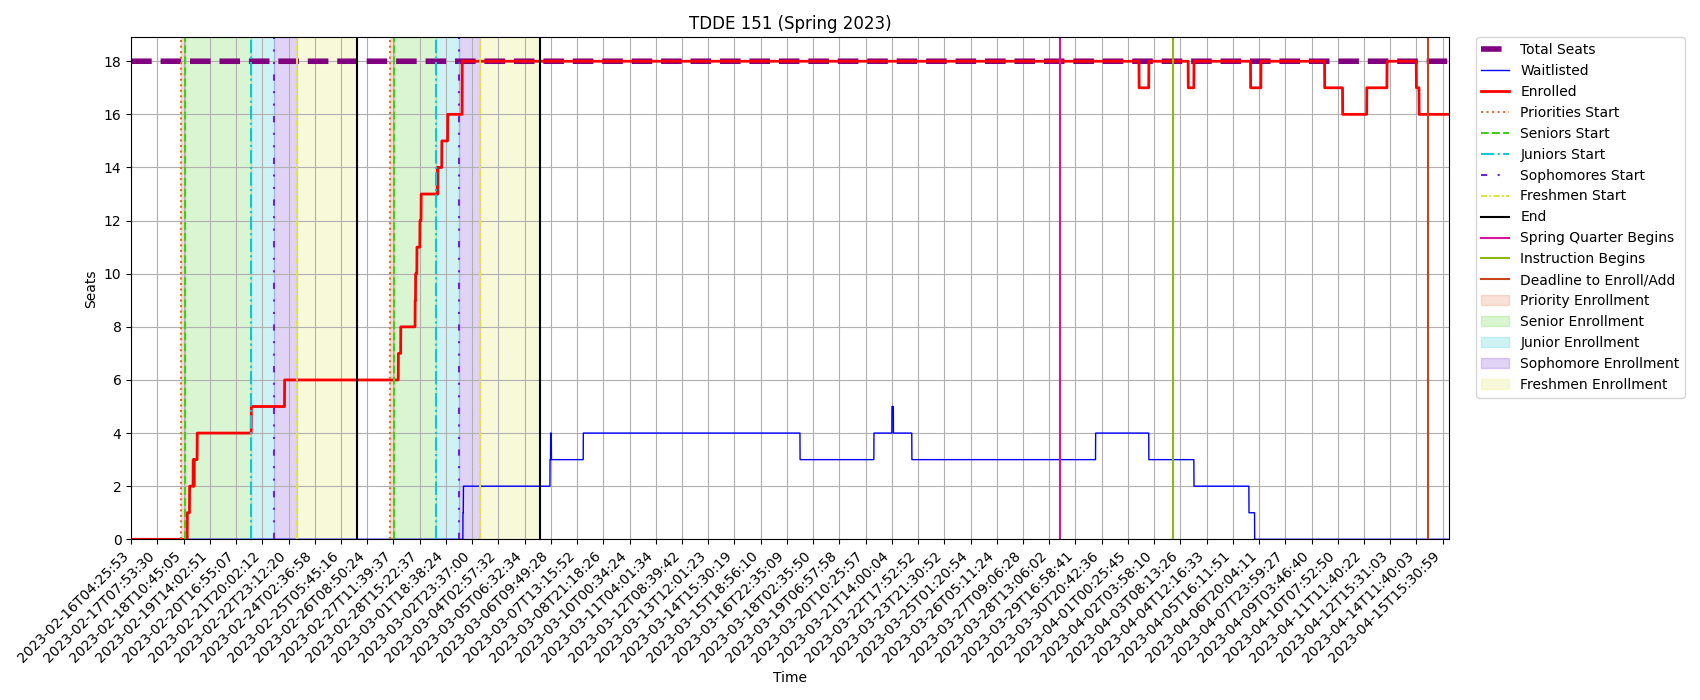 TDDE 151 (Spring 2023)
Seats
18
16
14
12
10
8
6
4
2
0
2023-02-16T04:25:53
2023-02-17T07:53:30
2023-02-18T10:45:05
2023-02-19T14:02:51
2023-02-20T16:55:07
2023-02-21T20:02:12
2023-02-22T23:12:20
2023-02-24T02:36:58
2023-02-25T05:45:16
2023-02-26T08:50:24
2023-02-27T11:39:37
2023-02-28T15:22:37
2023-03-01T18:38:24
2023-03-02T23:37:00
2023-03-04T02:57:32
2023-03-05T06:32:34
2023-03-06T09:49:28
2023-03-07T13:15:52
2023-03-08T21:18:26
2023-03-10T00:34:24
2023-03-11T04:01:34
2023-03-12T08:39:42
2023-03-13T12:01:23
2023-03-14T15:30:19
2023-03-15T18:56:10
2023-03-16T22:35:09
2023-03-18T02:35:50
2023-03-19T06:57:58
2023-03-20T10:25:57
2023-03-21T14:00:04
2023-03-22T17:52:52
2023-03-23T21:30:52
2023-03-25T01:20:54
2023-03-26T05:11:24
2023-03-27T09:06:28
2023-03-28T13:06:02
2023-03-29T16:58:41
2023-03-30T20:42:36
2023-04-01T00:25:45
2023-04-02T03:58:10
2023-04-03T08:13:26
2023-04-04T12:16:33
2023-04-05T16:11:51
2023-04-06T20:04:11
2023-04-07T23:59:27
2023-04-09T03:46:40
2023-04-10T07:52:50
2023-04-11T11:40:22
2023-04-12T15:31:03
2023-04-14T11:40:03
2023-04-15T15:30:59
Time
Total Seats
Waitlisted
Enrolled
Priorities Start
Seniors Start
Juniors Start
Sophomores Start
Freshmen Start
End
Spring Quarter Begins
Instruction Begins
Deadline to Enroll/Add
Priority Enrollment
Senior Enrollment
Junior Enrollment
Sophomore Enrollment
Freshmen Enrollment